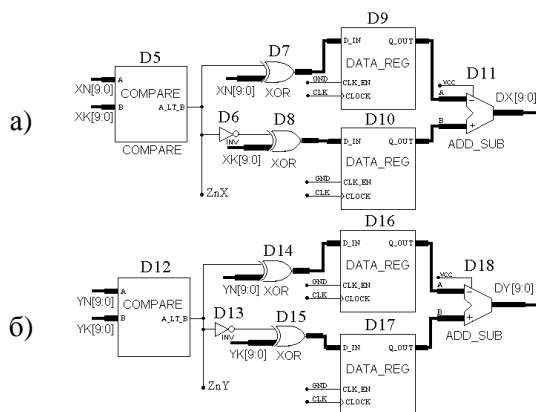 а)
D5
XN[9:0]
A
COMPARE
XK[9:0]
B
A_LT_B
COMPARE
D6
INV
ZnX
D7
XN[9:0]
XOR
D8
XK[9:0]
XOR
D9
D_IN
Q_OUT
DATA_REG
GND
CLK_EN
CLK
CLOCK
D10
D_IN
Q_OUT
DATA_REG
GND
CLK_EN
CLK
CLOCK
VCC
D11
A
−
B
+
DX[9:0]
ADD_SUB
б)
D12
YN[9:0]
A
COMPARE
YK[9:0]
B
A_LT_B
D13
INV
ZnY
D14
YN[9:0]
XOR
D15
YK[9:0]
XOR
D16
D_IN
Q_OUT
DATA_REG
GND
CLK_EN
CLK
CLOCK
D17
D_IN
Q_OUT
DATA_REG
GND
CLK_EN
CLK
CLOCK
VCC
D18
A
−
B
+
DY[9:0]
ADD_SUB